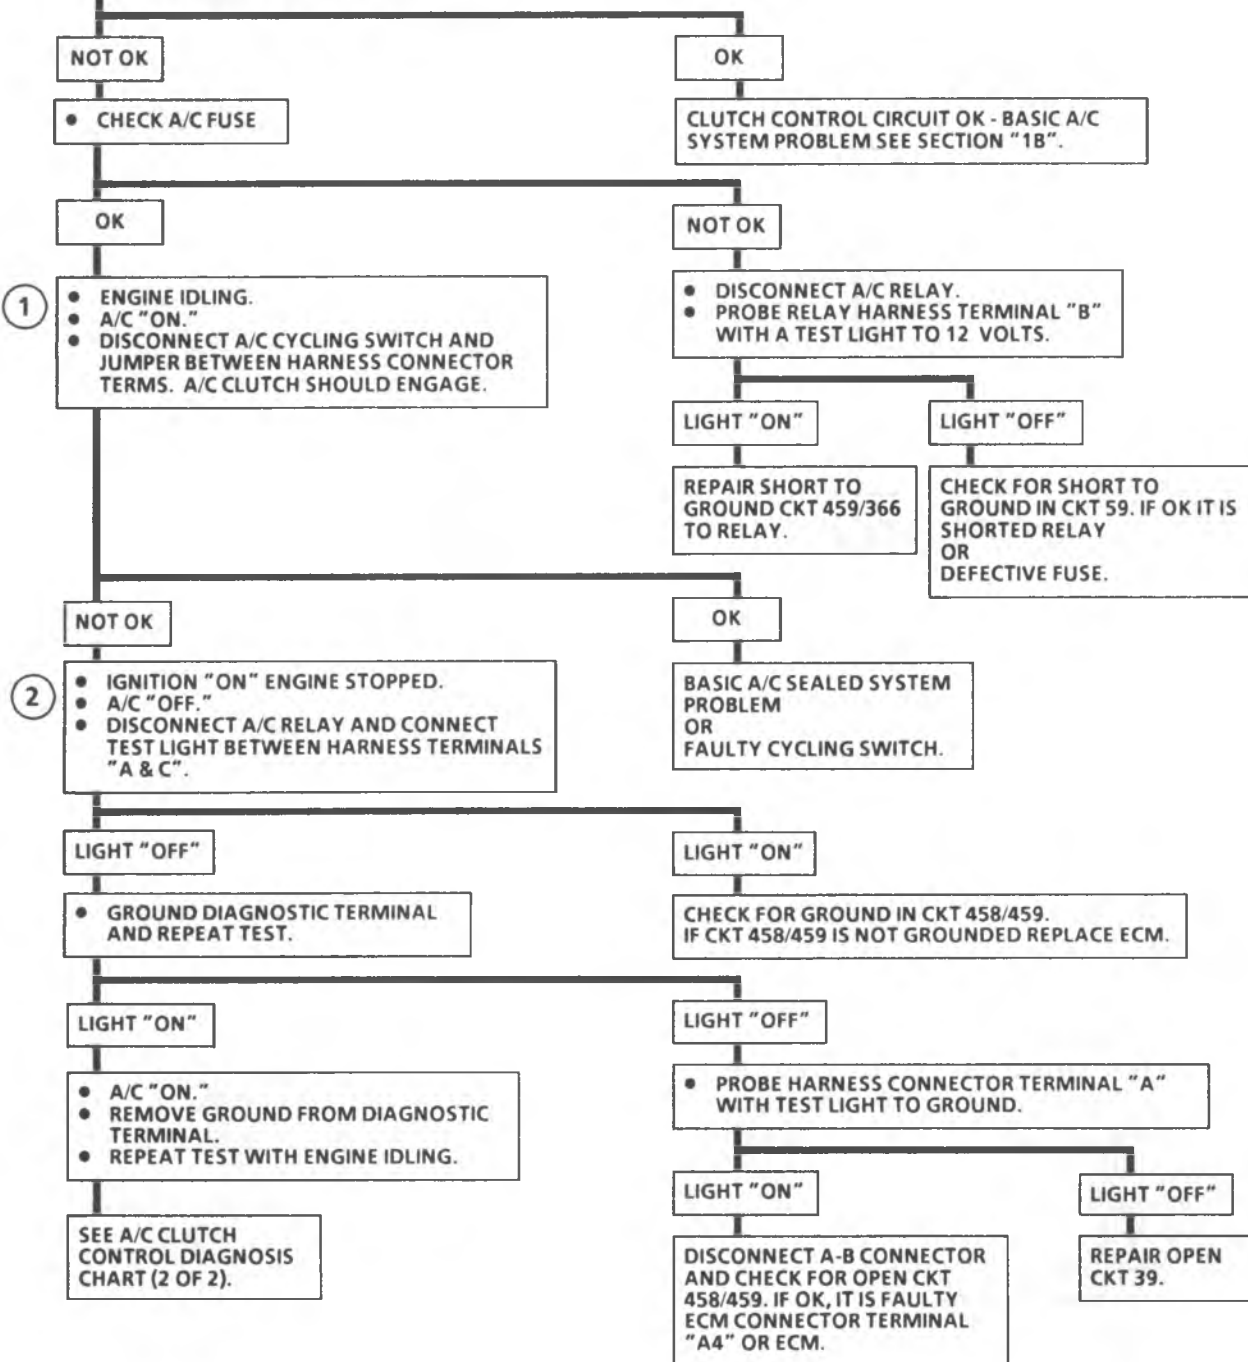 NOT OK
OK
• CHECK A/C FUSE
CLUTCH CONTROL CIRCUIT OK - BASIC A/C
SYSTEM PROBLEM SEE SECTION "1B".
OK
NOT OK
1
• ENGINE IDLING.
• A/C "ON."
• DISCONNECT A/C CYCLING SWITCH AND
JUMPER BETWEEN HARNESS CONNECTOR
TERMS. A/C CLUTCH SHOULD ENGAGE.
• DISCONNECT A/C RELAY.
• PROBE RELAY HARNESS TERMINAL "B"
WITH A TEST LIGHT TO 12 VOLTS.
LIGHT "ON"
LIGHT "OFF"
REPAIR SHORT TO
GROUND CKT 459/366
TO RELAY.
CHECK FOR SHORT TO
GROUND IN CKT 59. IF OK IT IS
SHORTED RELAY
OR
DEFECTIVE FUSE.
NOT OK
OK
2
• IGNITION "ON" ENGINE STOPPED.
• A/C "OFF."
• DISCONNECT A/C RELAY AND CONNECT
TEST LIGHT BETWEEN HARNESS TERMINALS
"A & C".
BASIC A/C SEALED SYSTEM
PROBLEM
OR
FAULTY CYCLING SWITCH.
LIGHT "OFF"
LIGHT "ON"
• GROUND DIAGNOSTIC TERMINAL
AND REPEAT TEST.
CHECK FOR GROUND IN CKT 458/459.
IF CKT 458/459 IS NOT GROUNDED REPLACE ECM.
LIGHT "ON"
LIGHT "OFF"
• A/C "ON."
• REMOVE GROUND FROM DIAGNOSTIC
TERMINAL.
• REPEAT TEST WITH ENGINE IDLING.
• PROBE HARNESS CONNECTOR TERMINAL "A"
WITH TEST LIGHT TO GROUND.
LIGHT "ON"
LIGHT "OFF"
SEE A/C CLUTCH
CONTROL DIAGNOSIS
CHART (2 OF 2).
DISCONNECT A-B CONNECTOR
AND CHECK FOR OPEN CKT
458/459. IF OK, IT IS FAULTY
ECM CONNECTOR TERMINAL
"A4" OR ECM.
REPAIR OPEN
CKT 39.